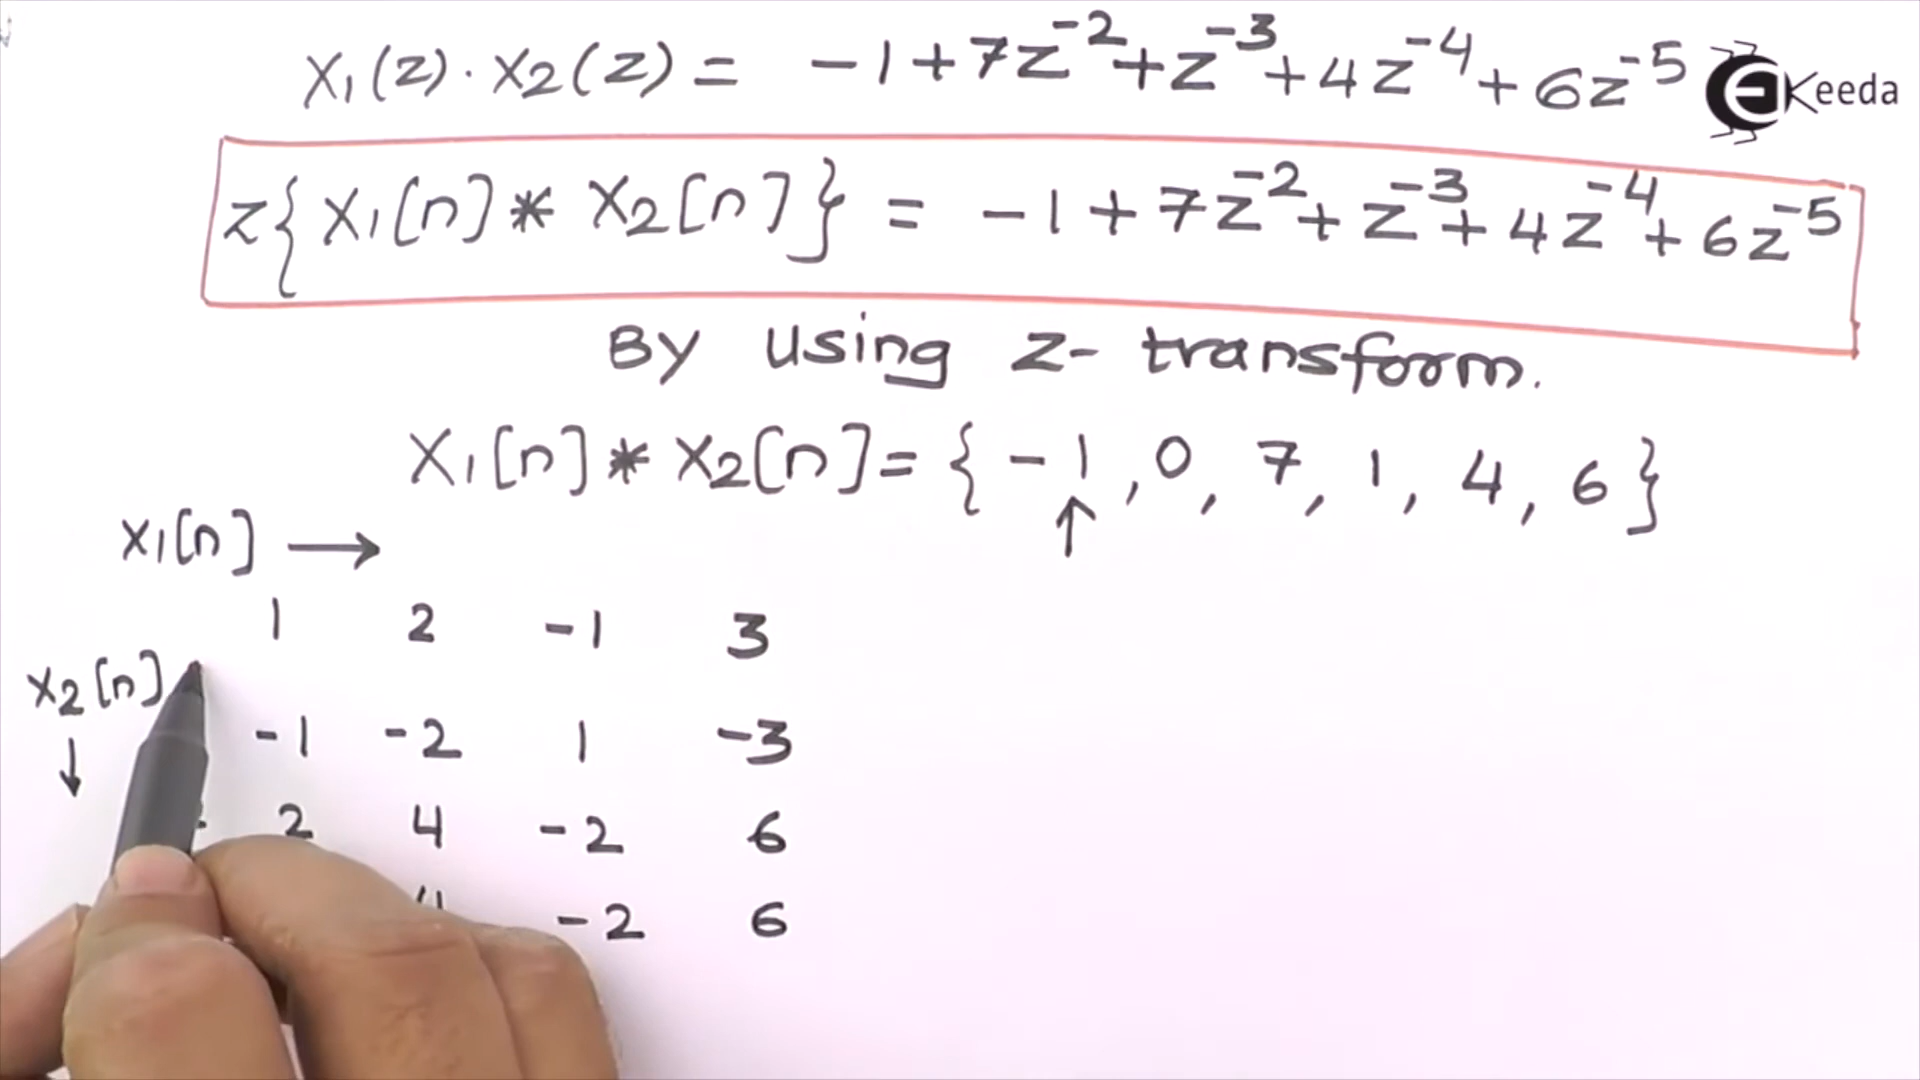 X1(z)·X2(z) = -1+7z^-2+z^-3+4z^-4+6z^-5
Keeda
z{X1[n] * X2[n]} = -1+7z^-2+z^-3+4z^-4+6z^-5
By using z- transform.
X1[n] * X2[n] = { -1, 0, 7, 1, 4, 6 }
↑
X1[n] →
1 2 -1 3
X2[n]
↓ -1 -2 1 -3
2 4 -2 6
-2 6